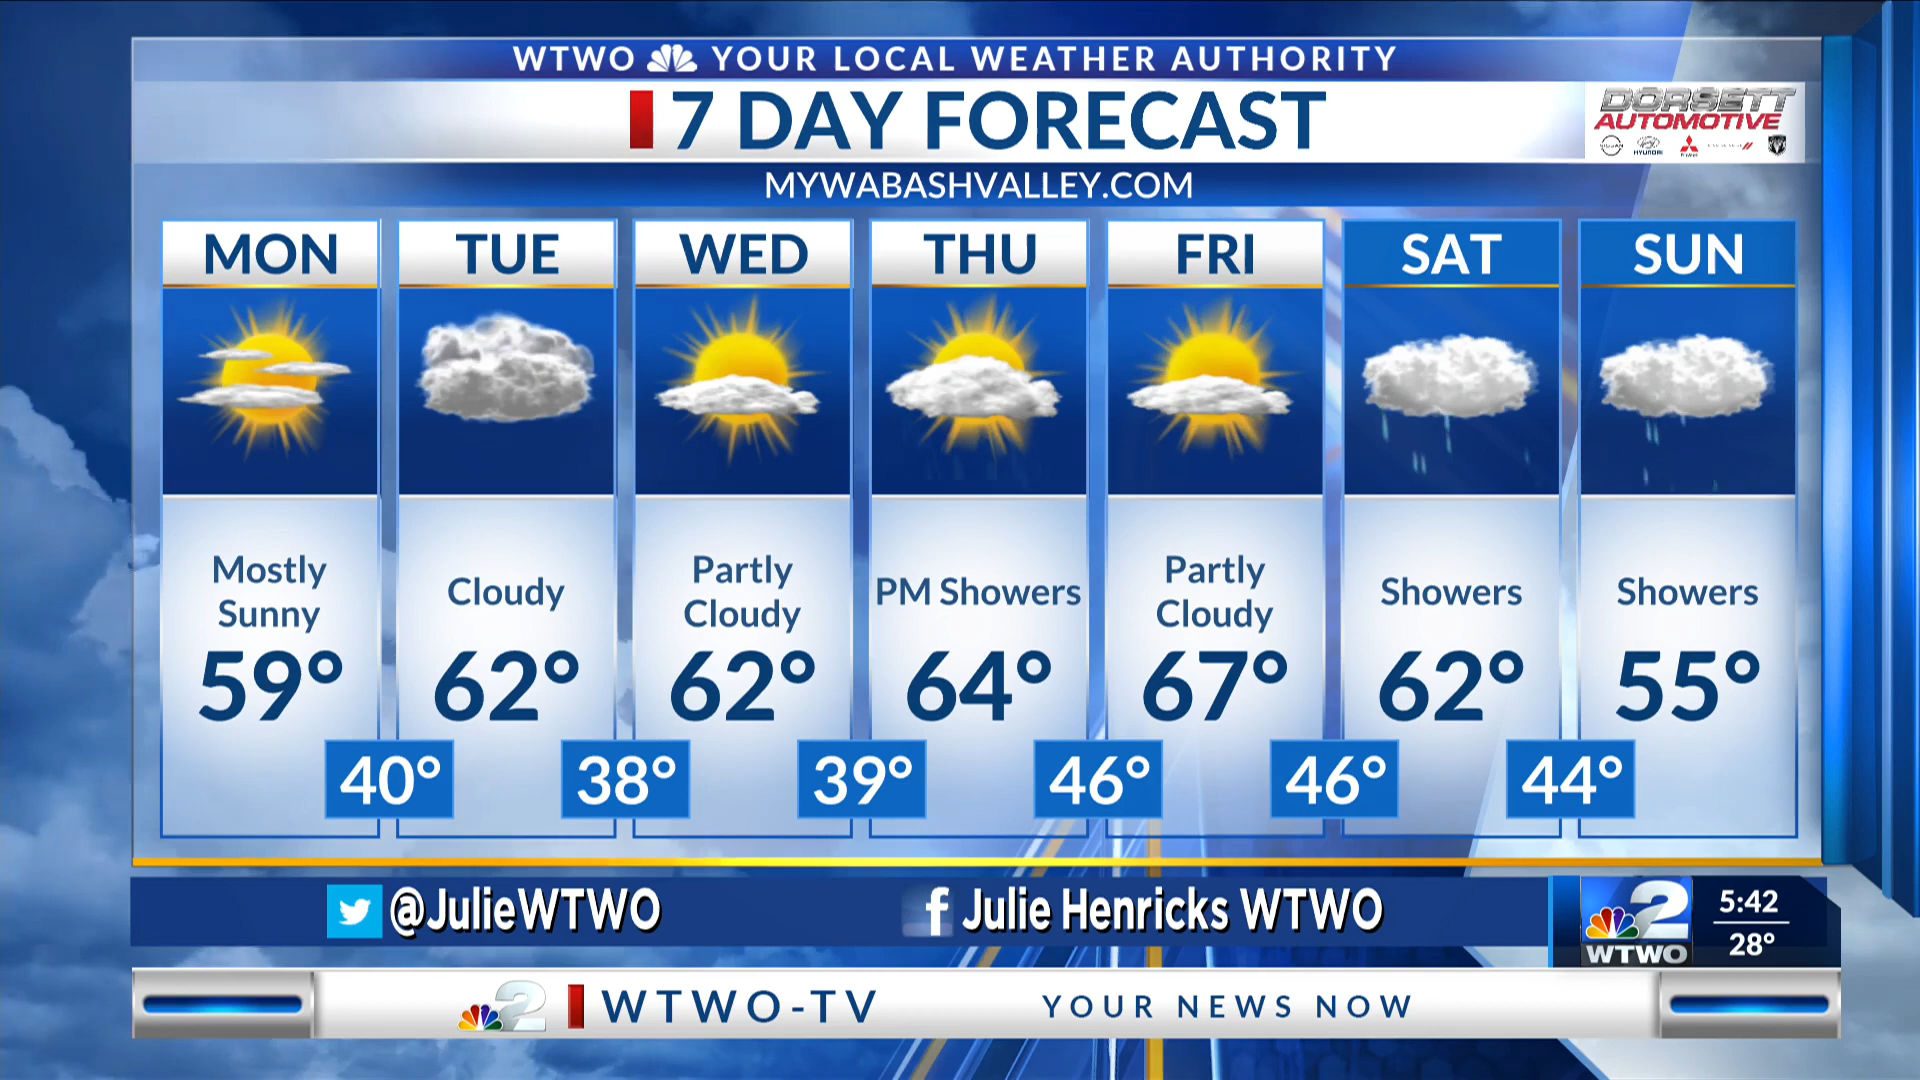 WTWO YOUR LOCAL WEATHER AUTHORITY
7 DAY FORECAST
DORSETT
AUTOMOTIVE
HYUNDAI
MYWABASHVALLEY.COM
MON TUE WED THU FRI SAT SUN
Mostly
Sunny
Cloudy
Partly
Cloudy
PM Showers
Partly
Cloudy
Showers
Showers
59° 62° 62° 64° 67° 62° 55°
40° 38° 39° 46° 46° 44°
@JulieWTWO
f Julie Henricks WTWO
2
WTWO
5:42
28°
2 WTWO-TV YOUR NEWS NOW